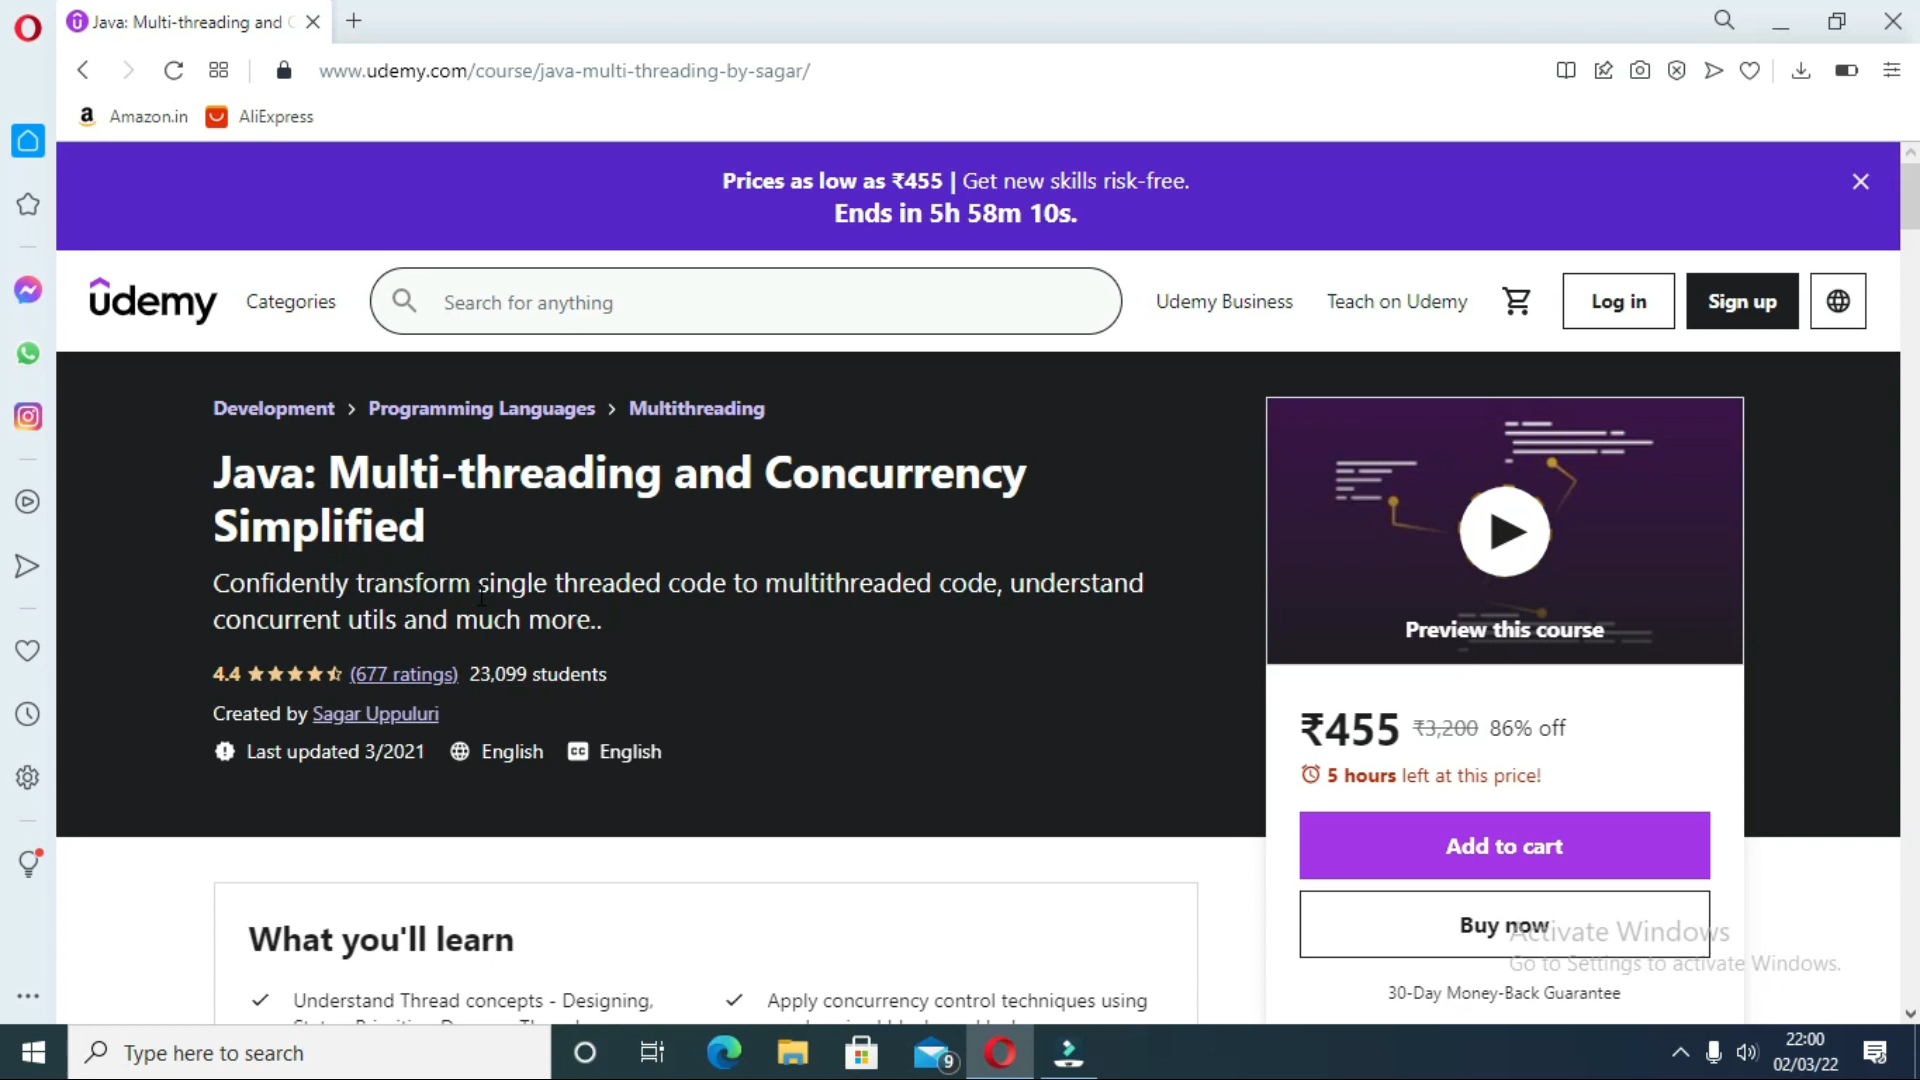 Java: Multi-threading and C
www.udemy.com/course/java-multi-threading-by-sagar/
Amazon.in AliExpress
Prices as low as ₹455 | Get new skills risk-free.
Ends in 5h 58m 10s.
ûdemy Categories Search for anything Udemy Business Teach on Udemy Log in Sign up
Development > Programming Languages > Multithreading
Java: Multi-threading and Concurrency
Simplified
Confidently transform single threaded code to multithreaded code, understand
concurrent utils and much more..
4.4 (677 ratings) 23,099 students
Created by Sagar Uppuluri
Last updated 3/2021 English CC English
Preview this course
₹455 ₹3,200 86% off
5 hours left at this price!
Add to cart
Buy now
30-Day Money-Back Guarantee
What you'll learn
Understand Thread concepts - Designing,
Apply concurrency control techniques using
Activate Windows
Go to Settings to activate Windows.
Type here to search
9
22:00
02/03/22